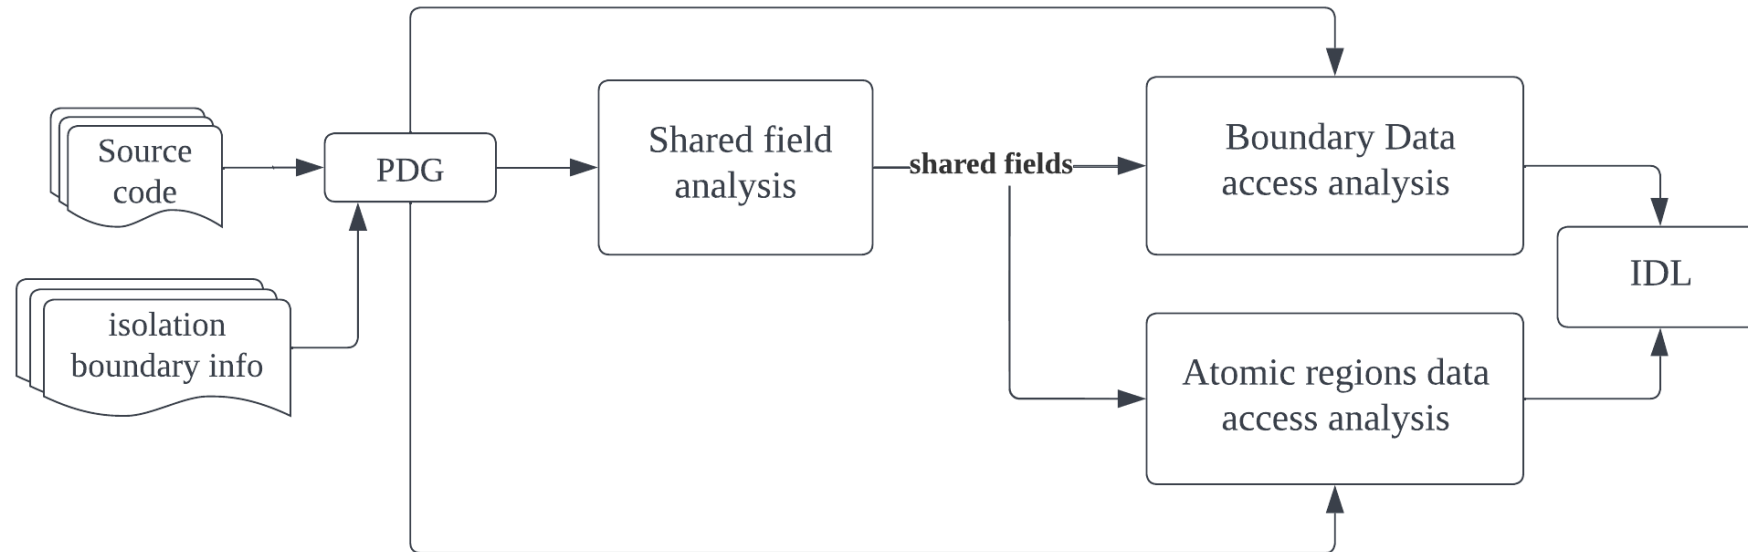 Source
code
PDG
Shared field
analysis
shared fields
Boundary Data
access analysis
isolation
boundary info
IDL
Atomic regions data
access analysis